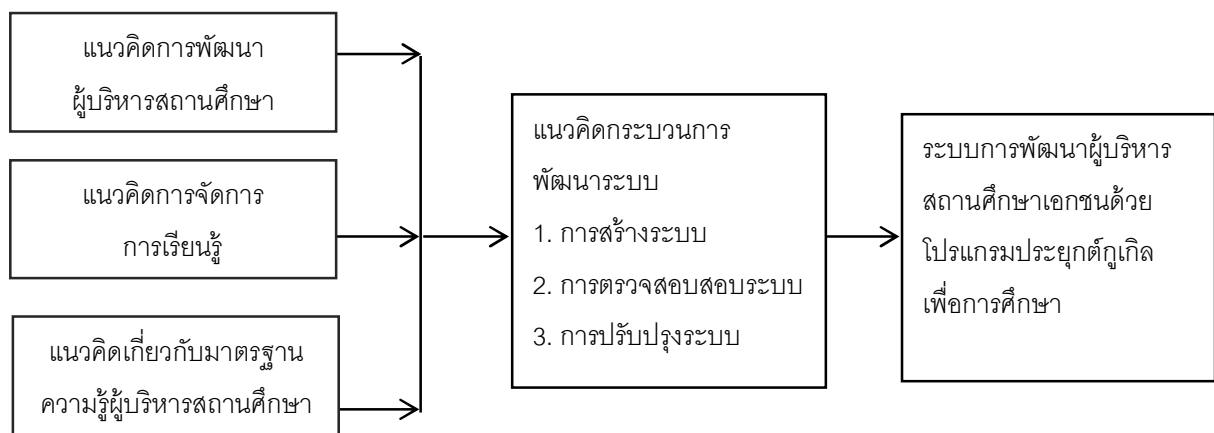 แนวคิดการพัฒนา
ผู้บริหารสถานศึกษา
แนวคิดการจัดการ
การเรียนรู้
แนวคิดเกี่ยวกับมาตรฐาน
ความรู้ผู้บริหารสถานศึกษา
แนวคิดกระบวนการ
พัฒนาระบบ
1. การสร้างระบบ
2. การตรวจสอบสอบระบบ
3. การปรับปรุงระบบ
ระบบการพัฒนาผู้บริหาร
สถานศึกษาเอกชนด้วย
โปรแกรมประยุกต์กูเกิล
เพื่อการศึกษา